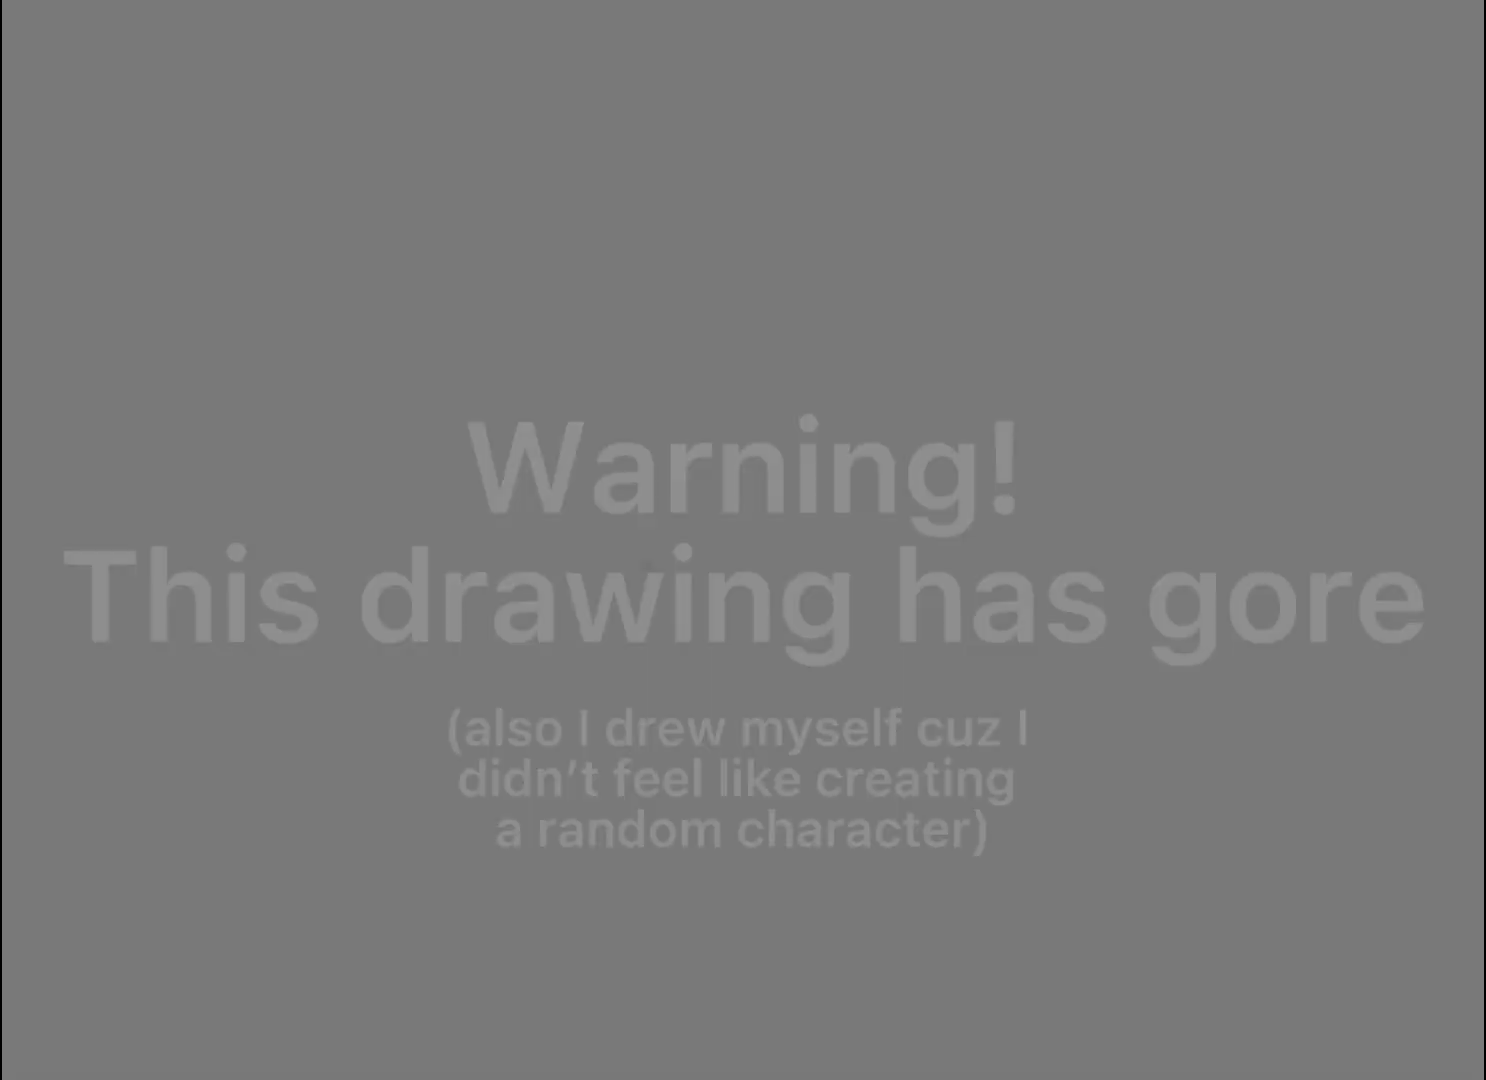 Warning!
This drawing has gore
(also I drew myself cuz I
didn’t feel like creating
a random character)